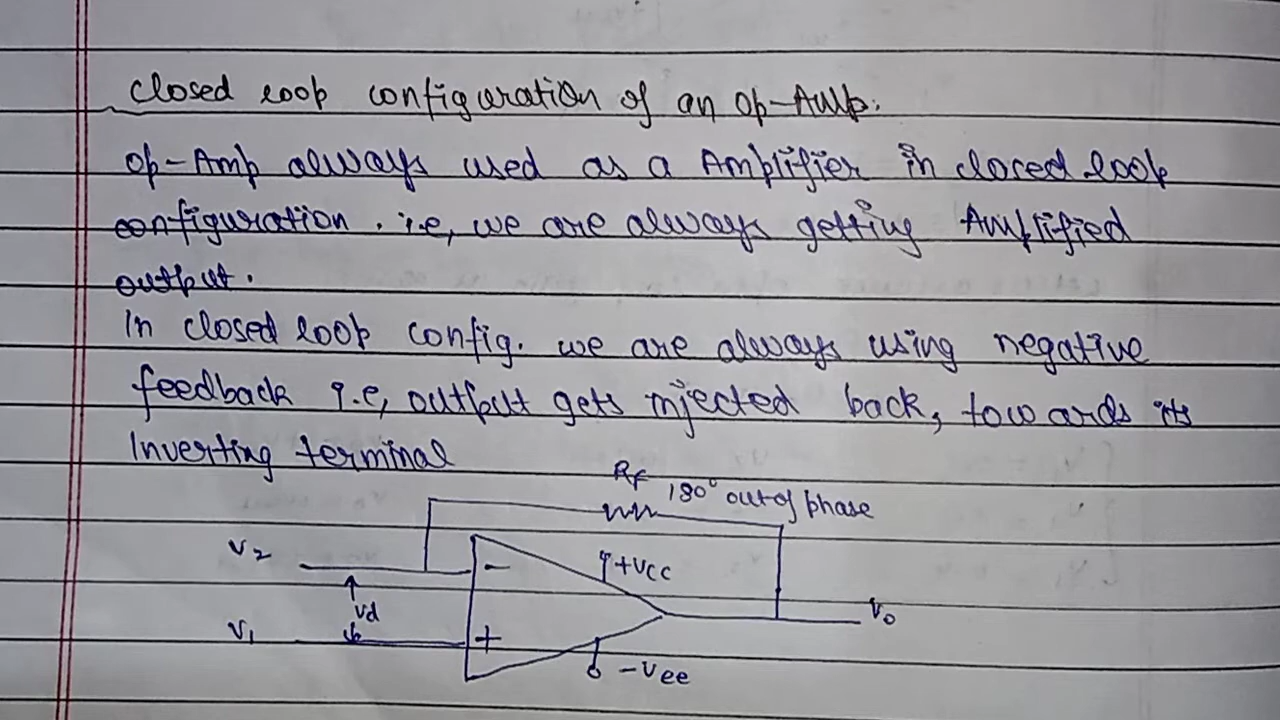 closed loop configuration of an op-Amp.
op-Amp always used as a Amplifier in closed loop
configuration. i.e, we are always getting Amplified
output.
In closed loop config. we are always using negative
feedback i.e, output gets injected back, towards its
Inverting terminal
Rf 180° out of phase
V2 - +Vcc
Vd V0
V1 +
-Vee